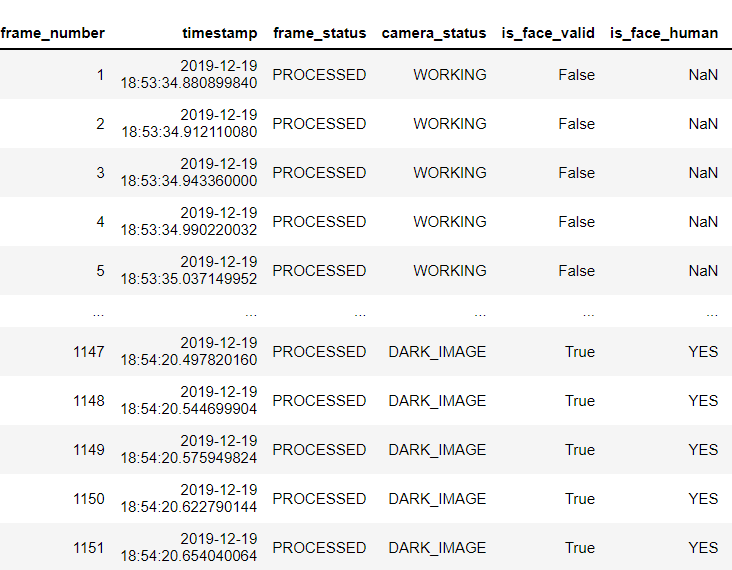 frame_number timestamp frame_status camera_status is_face_valid is_face_human
1 2019-12-19 18:53:34.880899840 PROCESSED WORKING False NaN
2 2019-12-19 18:53:34.912110080 PROCESSED WORKING False NaN
3 2019-12-19 18:53:34.943360000 PROCESSED WORKING False NaN
4 2019-12-19 18:53:34.990220032 PROCESSED WORKING False NaN
5 2019-12-19 18:53:35.037149952 PROCESSED WORKING False NaN
... ... ... ... ... ...
1147 2019-12-19 18:54:20.497820160 PROCESSED DARK_IMAGE True YES
1148 2019-12-19 18:54:20.544699904 PROCESSED DARK_IMAGE True YES
1149 2019-12-19 18:54:20.575949824 PROCESSED DARK_IMAGE True YES
1150 2019-12-19 18:54:20.622790144 PROCESSED DARK_IMAGE True YES
1151 2019-12-19 18:54:20.654040064 PROCESSED DARK_IMAGE True YES